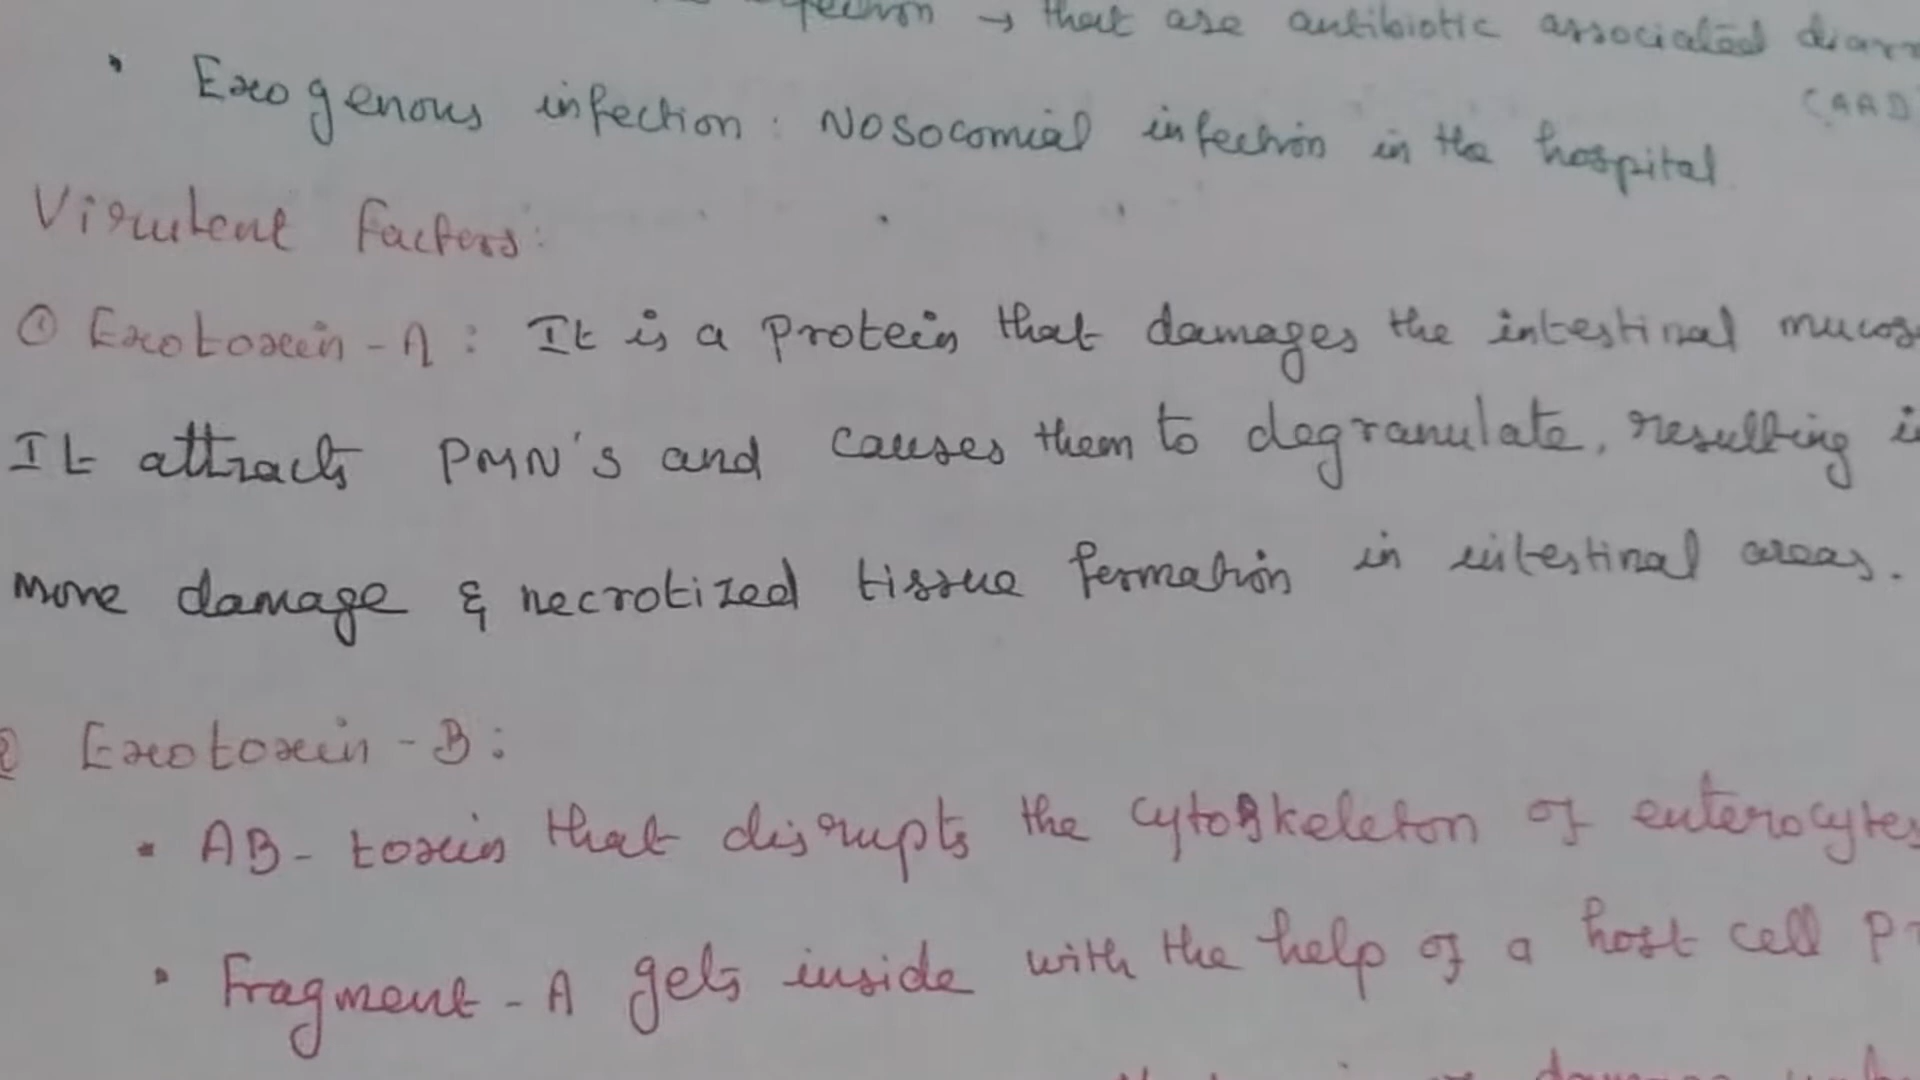 → that are antibiotic associated
(AAD
• Exogenous infection: Nosocomial infection in the hospital
Virulent factors:
① Exotoxin-A: It is a protein that damages the intestinal mucos
It attracts PMN's and causes them to degranulate, resulting i
more damage & necrotized tissue formation in intestinal areas.
Exotoxin-B:
• AB-toxin that disrupts the cytoskeleton of enterocytes
• Fragment-A gets inside with the help of a host cell